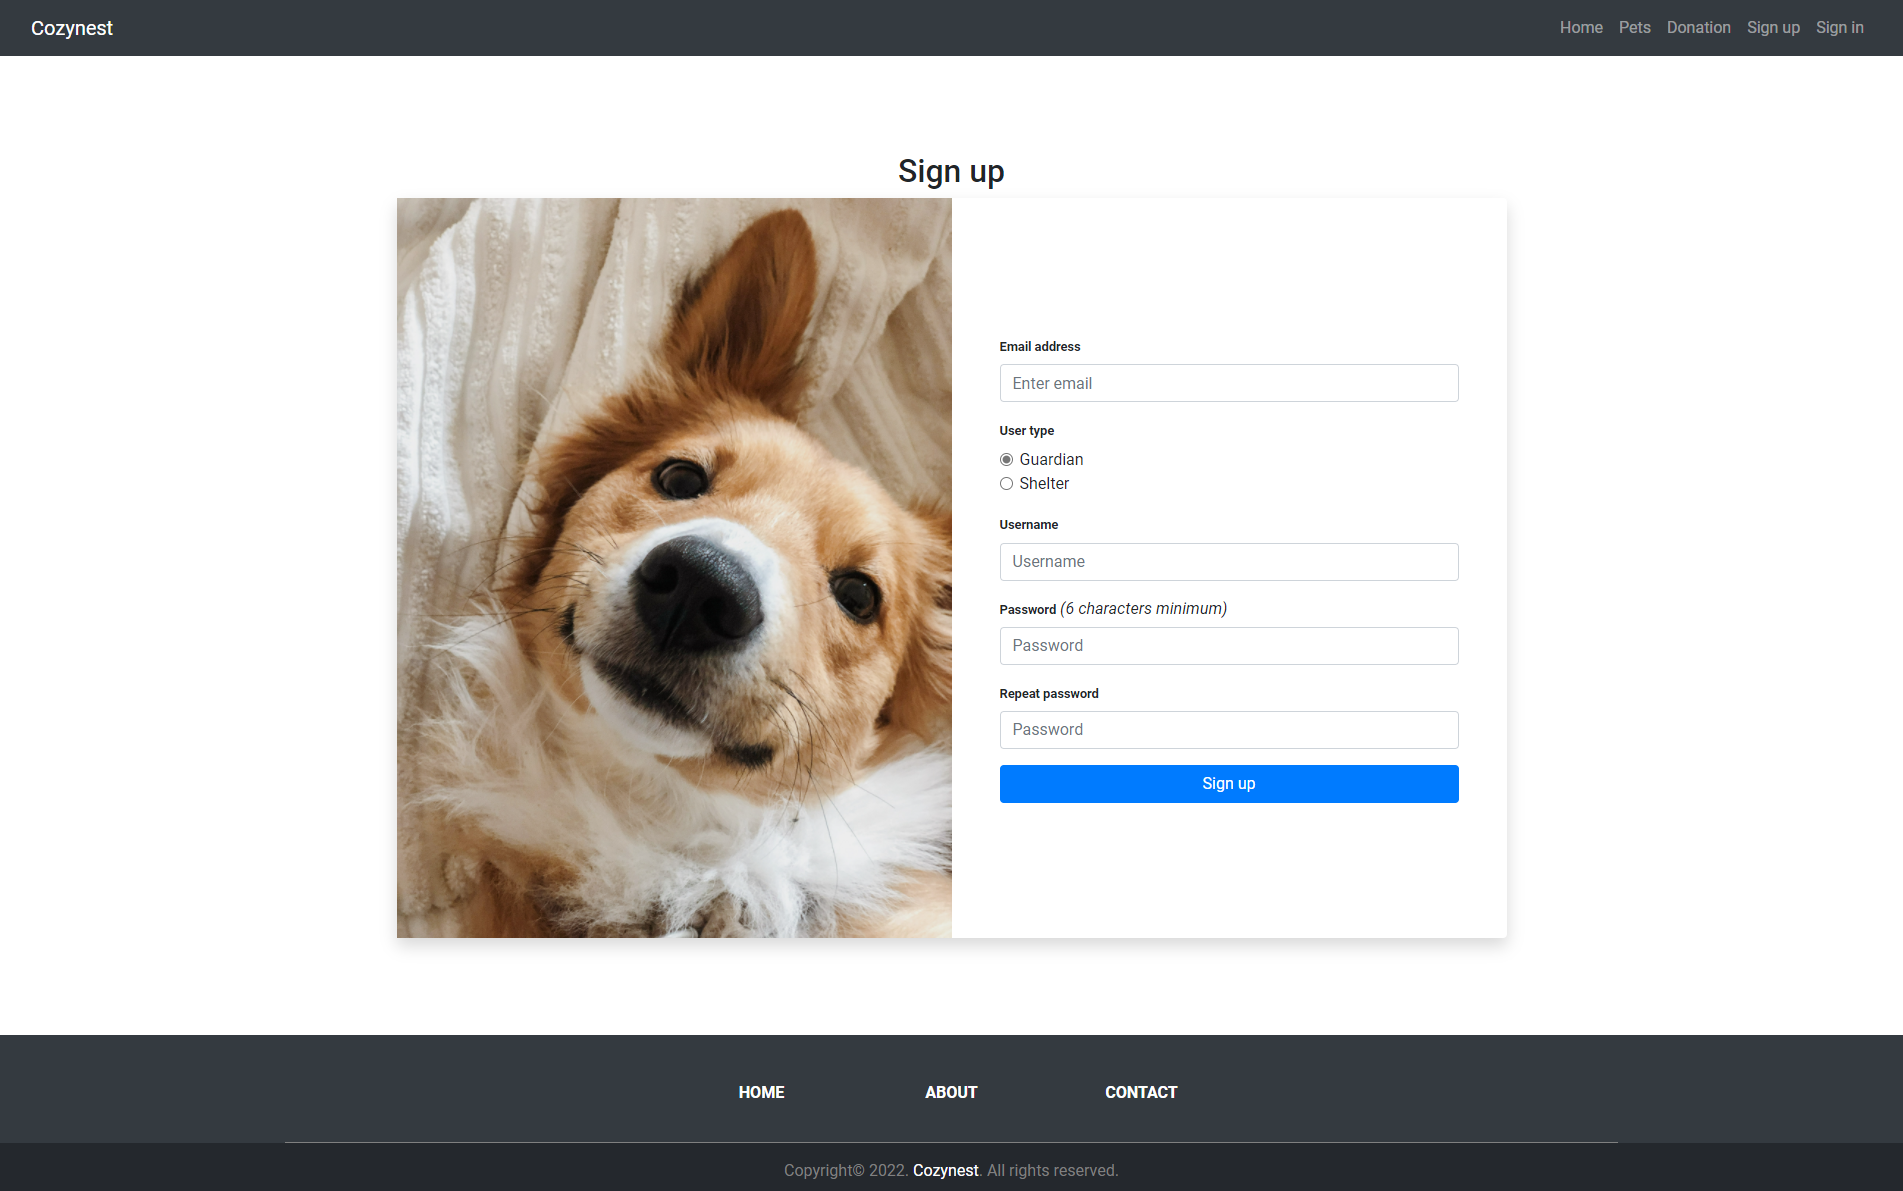 Cozynest
Home Pets Donation Sign up Sign in
Sign up
Email address
Enter email
User type
Guardian
Shelter
Username
Username
Password (6 characters minimum)
Password
Repeat password
Password
Sign up
HOME ABOUT CONTACT
Copyright© 2022. Cozynest. All rights reserved.